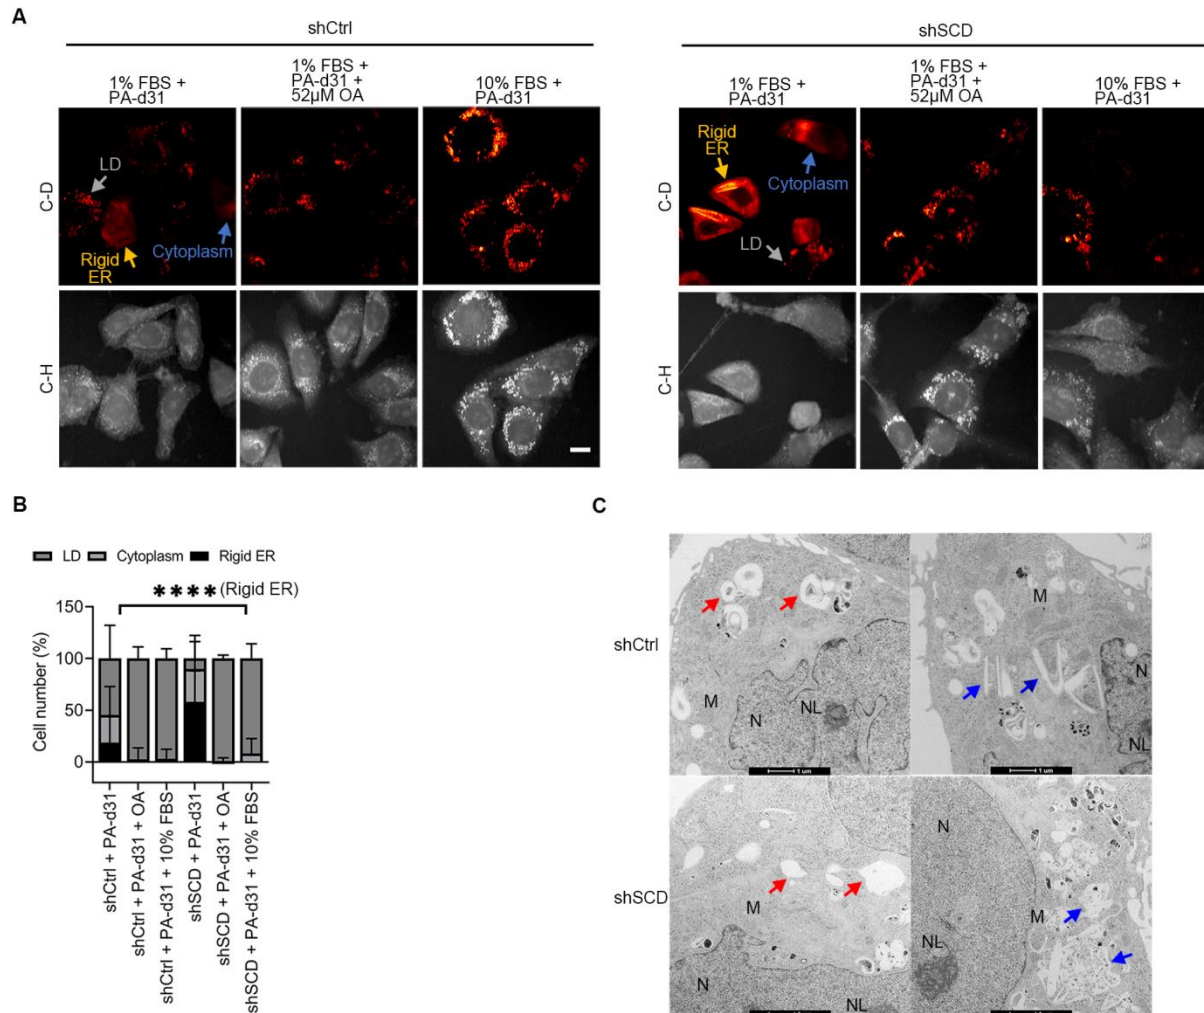 A
shCtrl
shSCD
1% FBS +
PA-d31
1% FBS +
PA-d31 +
52µM OA
10% FBS +
PA-d31
1% FBS +
PA-d31
1% FBS +
PA-d31 +
52µM OA
10% FBS +
PA-d31
C-D
LD
Rigid
ER
Cytoplasm
Rigid
ER
Cytoplasm
LD
C-H
B
LD Cytoplasm Rigid ER
**** (Rigid ER)
Cell number (%)
150
100
50
0
shCtrl + PA-d31
shCtrl + PA-d31 + OA
shCtrl + PA-d31 + 10% FBS
shSCD + PA-d31
shSCD + PA-d31 + OA
shSCD + PA-d31 + 10% FBS
C
shCtrl
M
N
NL
1 um
M
N
NL
1 um
shSCD
M
N
NL
N
NL
M